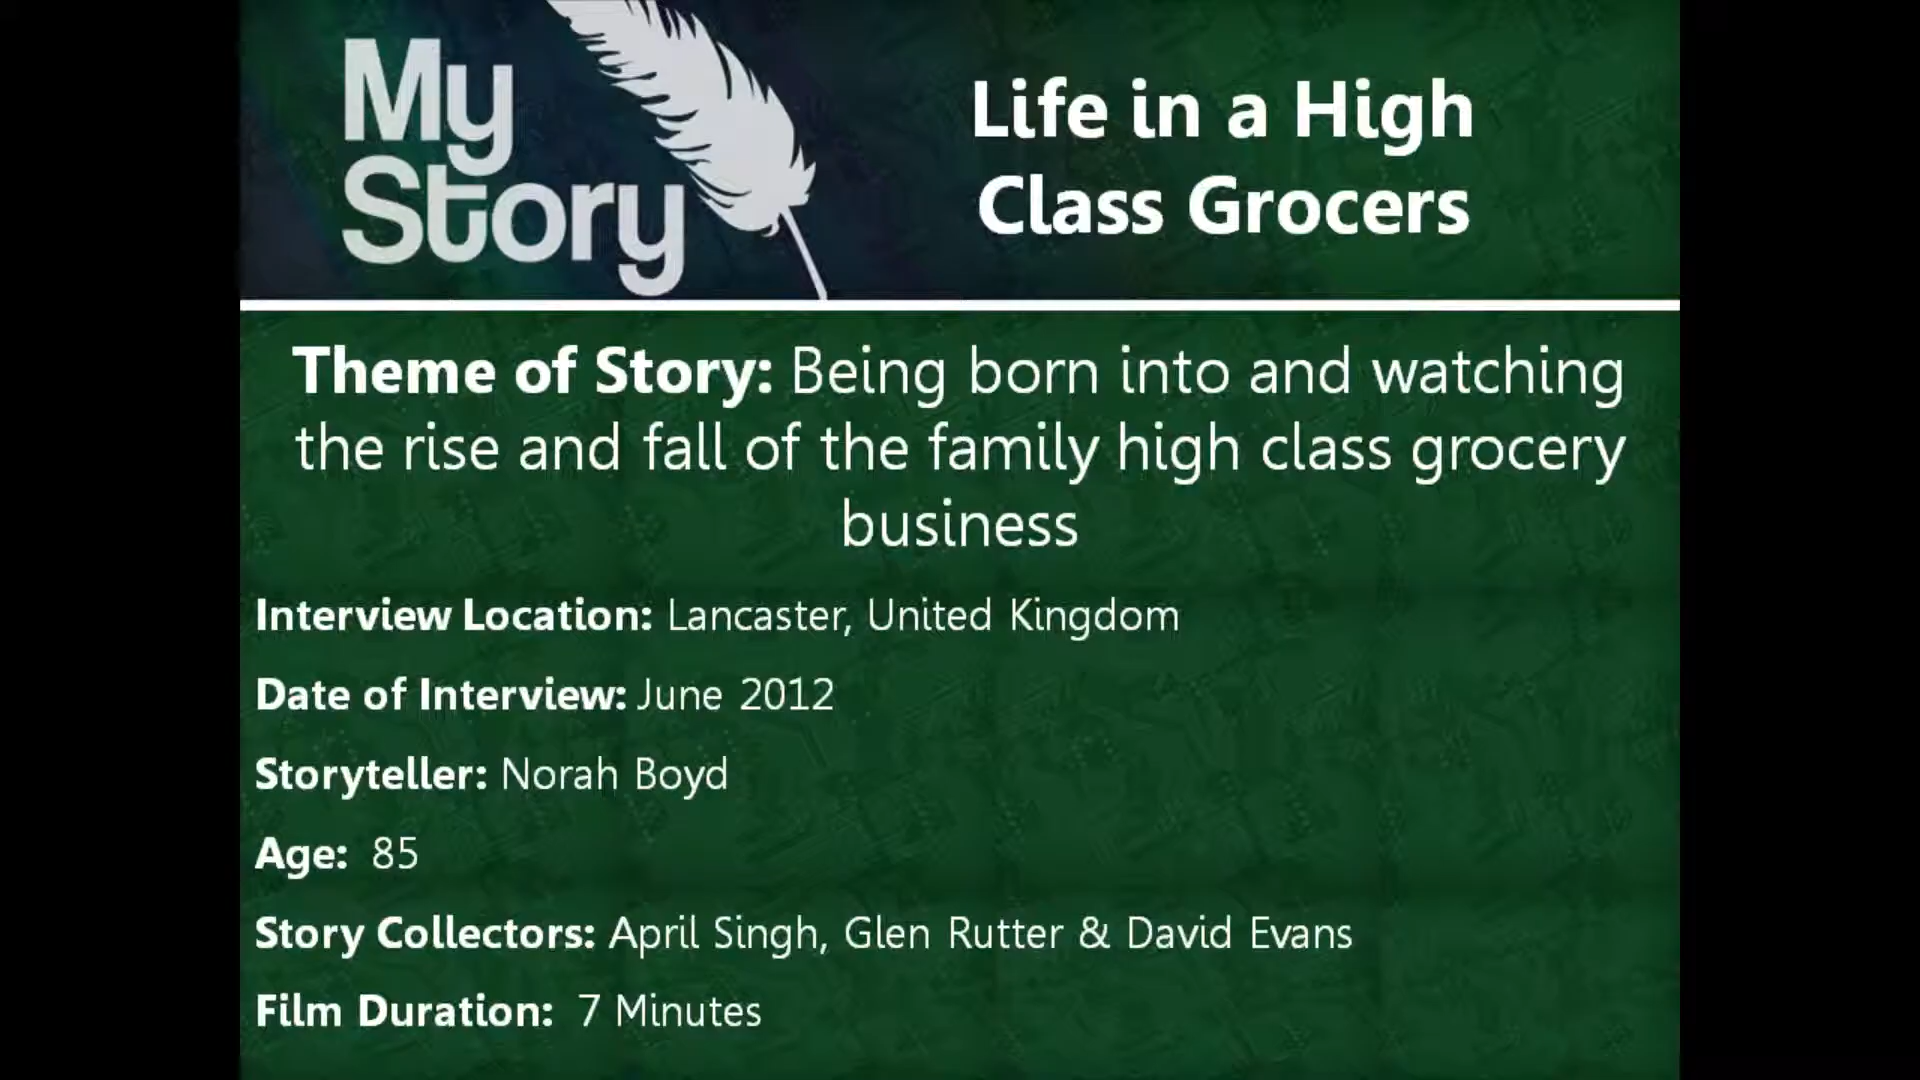 My
Story
Life in a High
Class Grocers
Theme of Story: Being born into and watching
the rise and fall of the family high class grocery
business
Interview Location: Lancaster, United Kingdom
Date of Interview: June 2012
Storyteller: Norah Boyd
Age: 85
Story Collectors: April Singh, Glen Rutter & David Evans
Film Duration: 7 Minutes